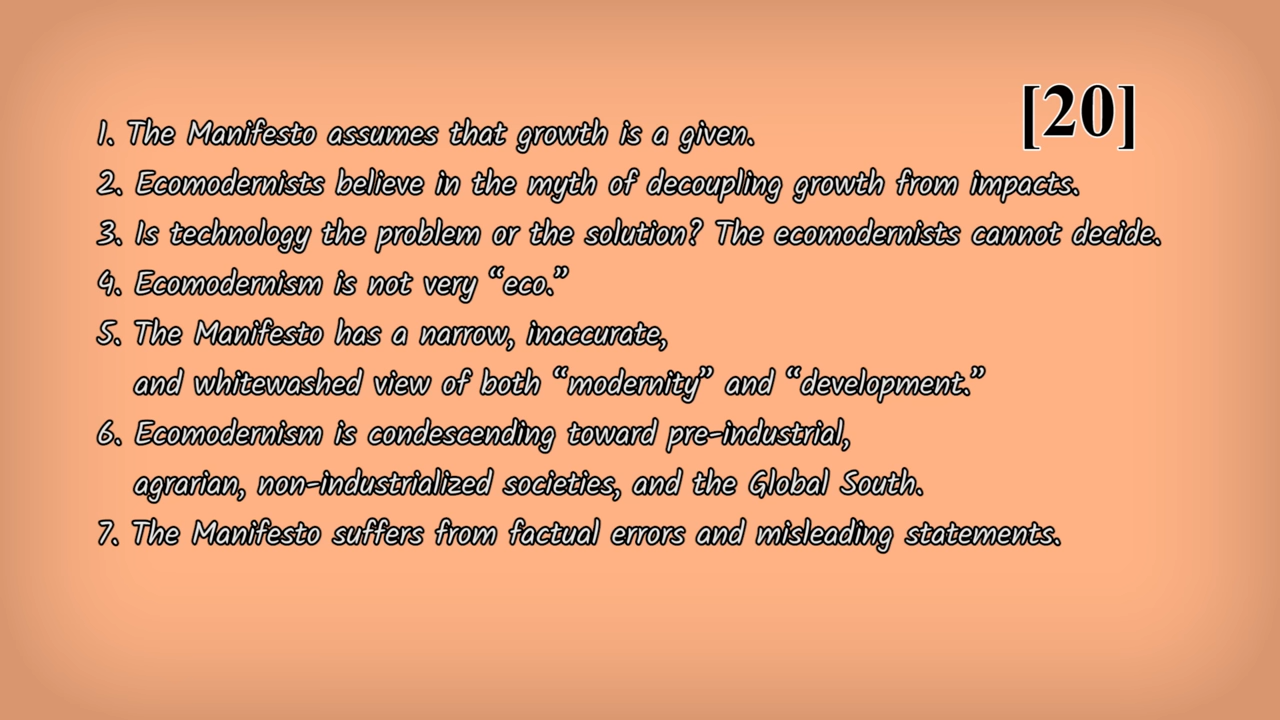 [20]
1. The Manifesto assumes that growth is a given.
2. Ecomodernists believe in the myth of decoupling growth from impacts.
3. Is technology the problem or the solution? The ecomodernists cannot decide.
4. Ecomodernism is not very “eco.”
5. The Manifesto has a narrow, inaccurate,
and whitewashed view of both “modernity” and “development.”
6. Ecomodernism is condescending toward pre-industrial,
agrarian, non-industrialized societies, and the Global South.
7. The Manifesto suffers from factual errors and misleading statements.